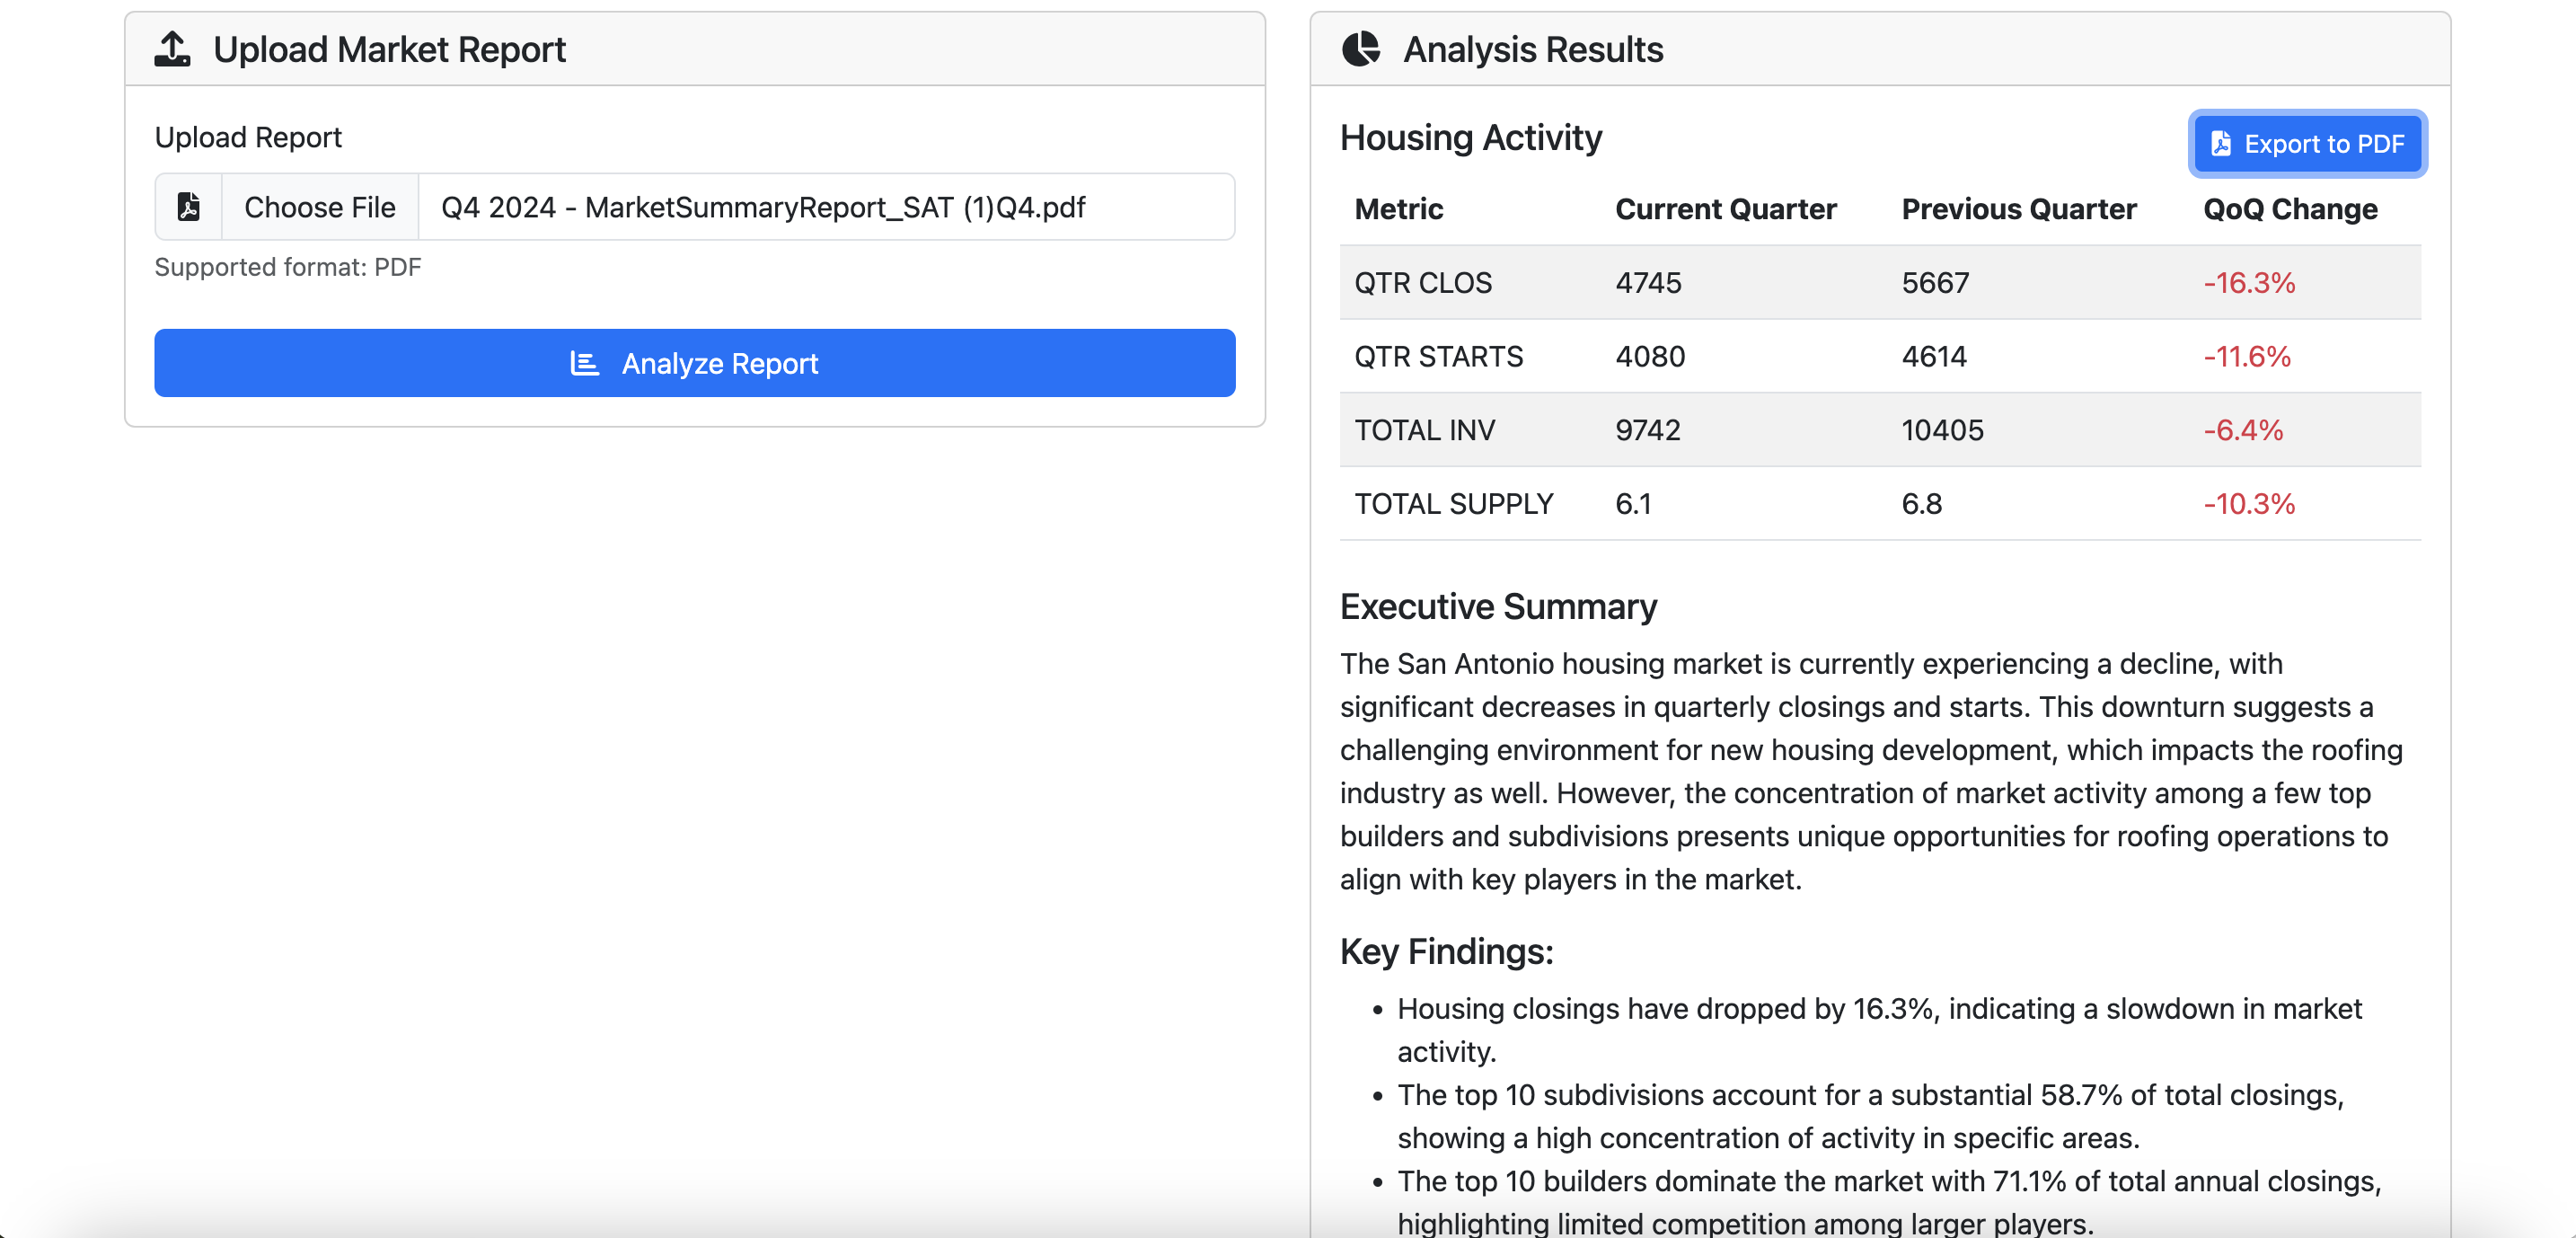 Upload Market Report
Upload Report
Choose File Q4 2024 - MarketSummaryReport_SAT (1)Q4.pdf
Supported format: PDF
Analyze Report
Analysis Results
Housing Activity
Export to PDF
Metric Current Quarter Previous Quarter QoQ Change
QTR CLOS 4745 5667 -16.3%
QTR STARTS 4080 4614 -11.6%
TOTAL INV 9742 10405 -6.4%
TOTAL SUPPLY 6.1 6.8 -10.3%
Executive Summary
The San Antonio housing market is currently experiencing a decline, with
significant decreases in quarterly closings and starts. This downturn suggests a
challenging environment for new housing development, which impacts the roofing
industry as well. However, the concentration of market activity among a few top
builders and subdivisions presents unique opportunities for roofing operations to
align with key players in the market.
Key Findings:
• Housing closings have dropped by 16.3%, indicating a slowdown in market
activity.
• The top 10 subdivisions account for a substantial 58.7% of total closings,
showing a high concentration of activity in specific areas.
• The top 10 builders dominate the market with 71.1% of total annual closings,
highlighting limited competition among larger players.